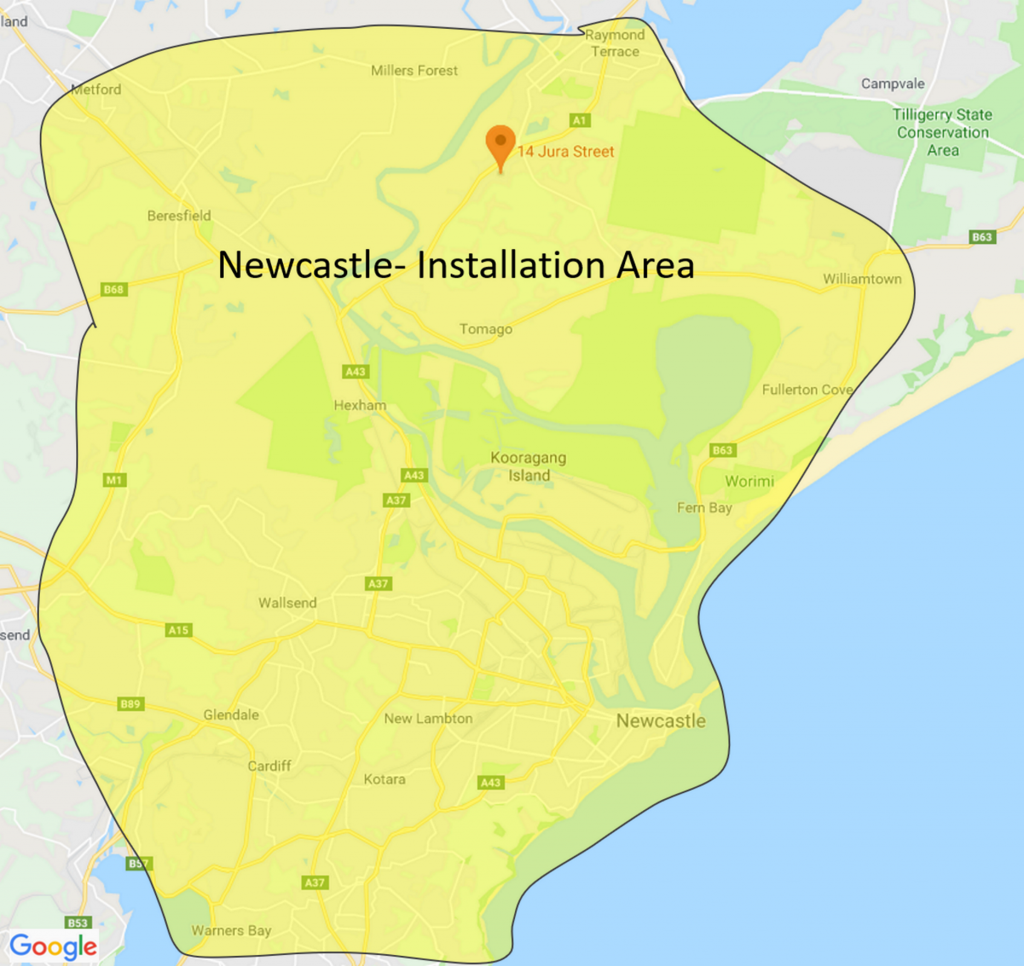 land
Raymond
Terrace
Millers Forest
Metford
Campvale
Tilligerry State
Conservation
Area
A1
14 Jura Street
Beresfield
B63
Newcastle- Installation Area
Williamtown
B68
Tomago
A43
Fullerton Cove
Hexham
B63
Kooragang
Island
A43
M1
Worimi
A37
Fern Bay
A37
Wallsend
A15
send
B89
Glendale
New Lambton
Newcastle
Cardiff
Kotara
A43
B57
A37
B53
Warners Bay
Google